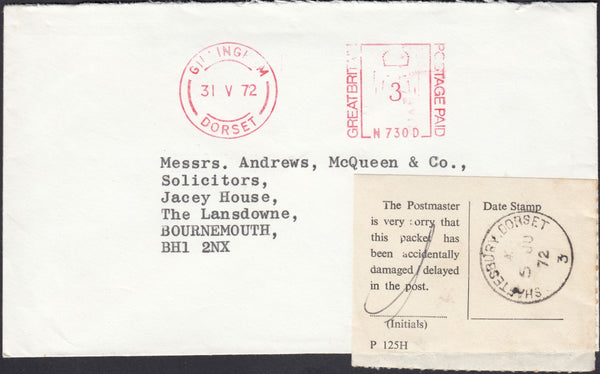 GILLINGHAM
31 V 72
DORSET
GREAT BRITAIN
3
POSTAGE PAID
N 730 D
Messrs. Andrews, McQueen & Co.,
Solicitors,
Jacey House,
The Lansdowne,
BOURNEMOUTH,
BH1 2NX
The Postmaster
is very sorry that
this packet has
been accidentally
damaged/delayed
in the post.
(Initials)
P 125H
Date Stamp
SHAFTESBURY. DORSET
5 JU
72
3